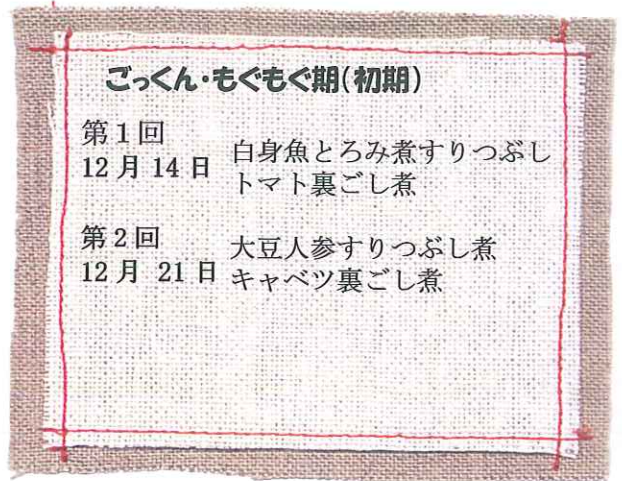 ごっくん・もぐもぐ期(初期)
第1回
12月14日 白身魚とろみ煮すりつぶし
トマト裏ごし煮
第2回
12月 21日 大豆人参すりつぶし煮
キャベツ裏ごし煮